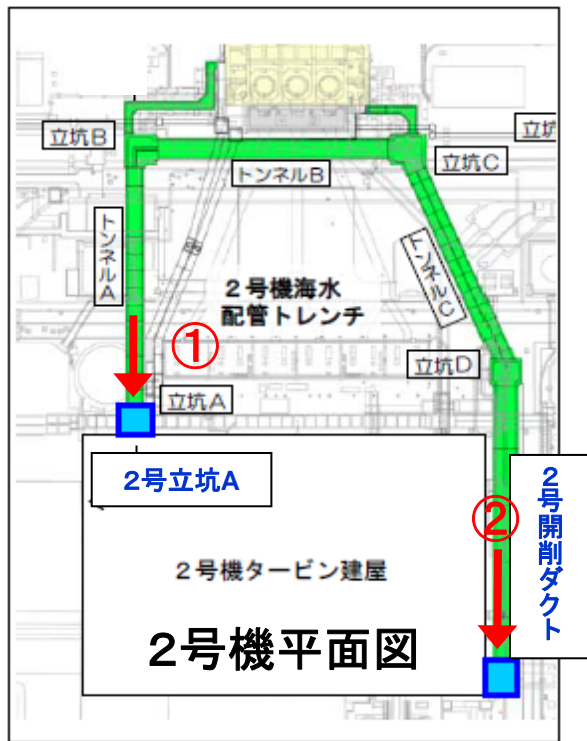 立坑B
立坑
トンネルB
立坑C
トンネルA
トンネルC
2号機海水
配管トレンチ
①
立坑D
立坑A
2号立坑A
②
2号開削ダクト
2号機タービン建屋
2号機平面図